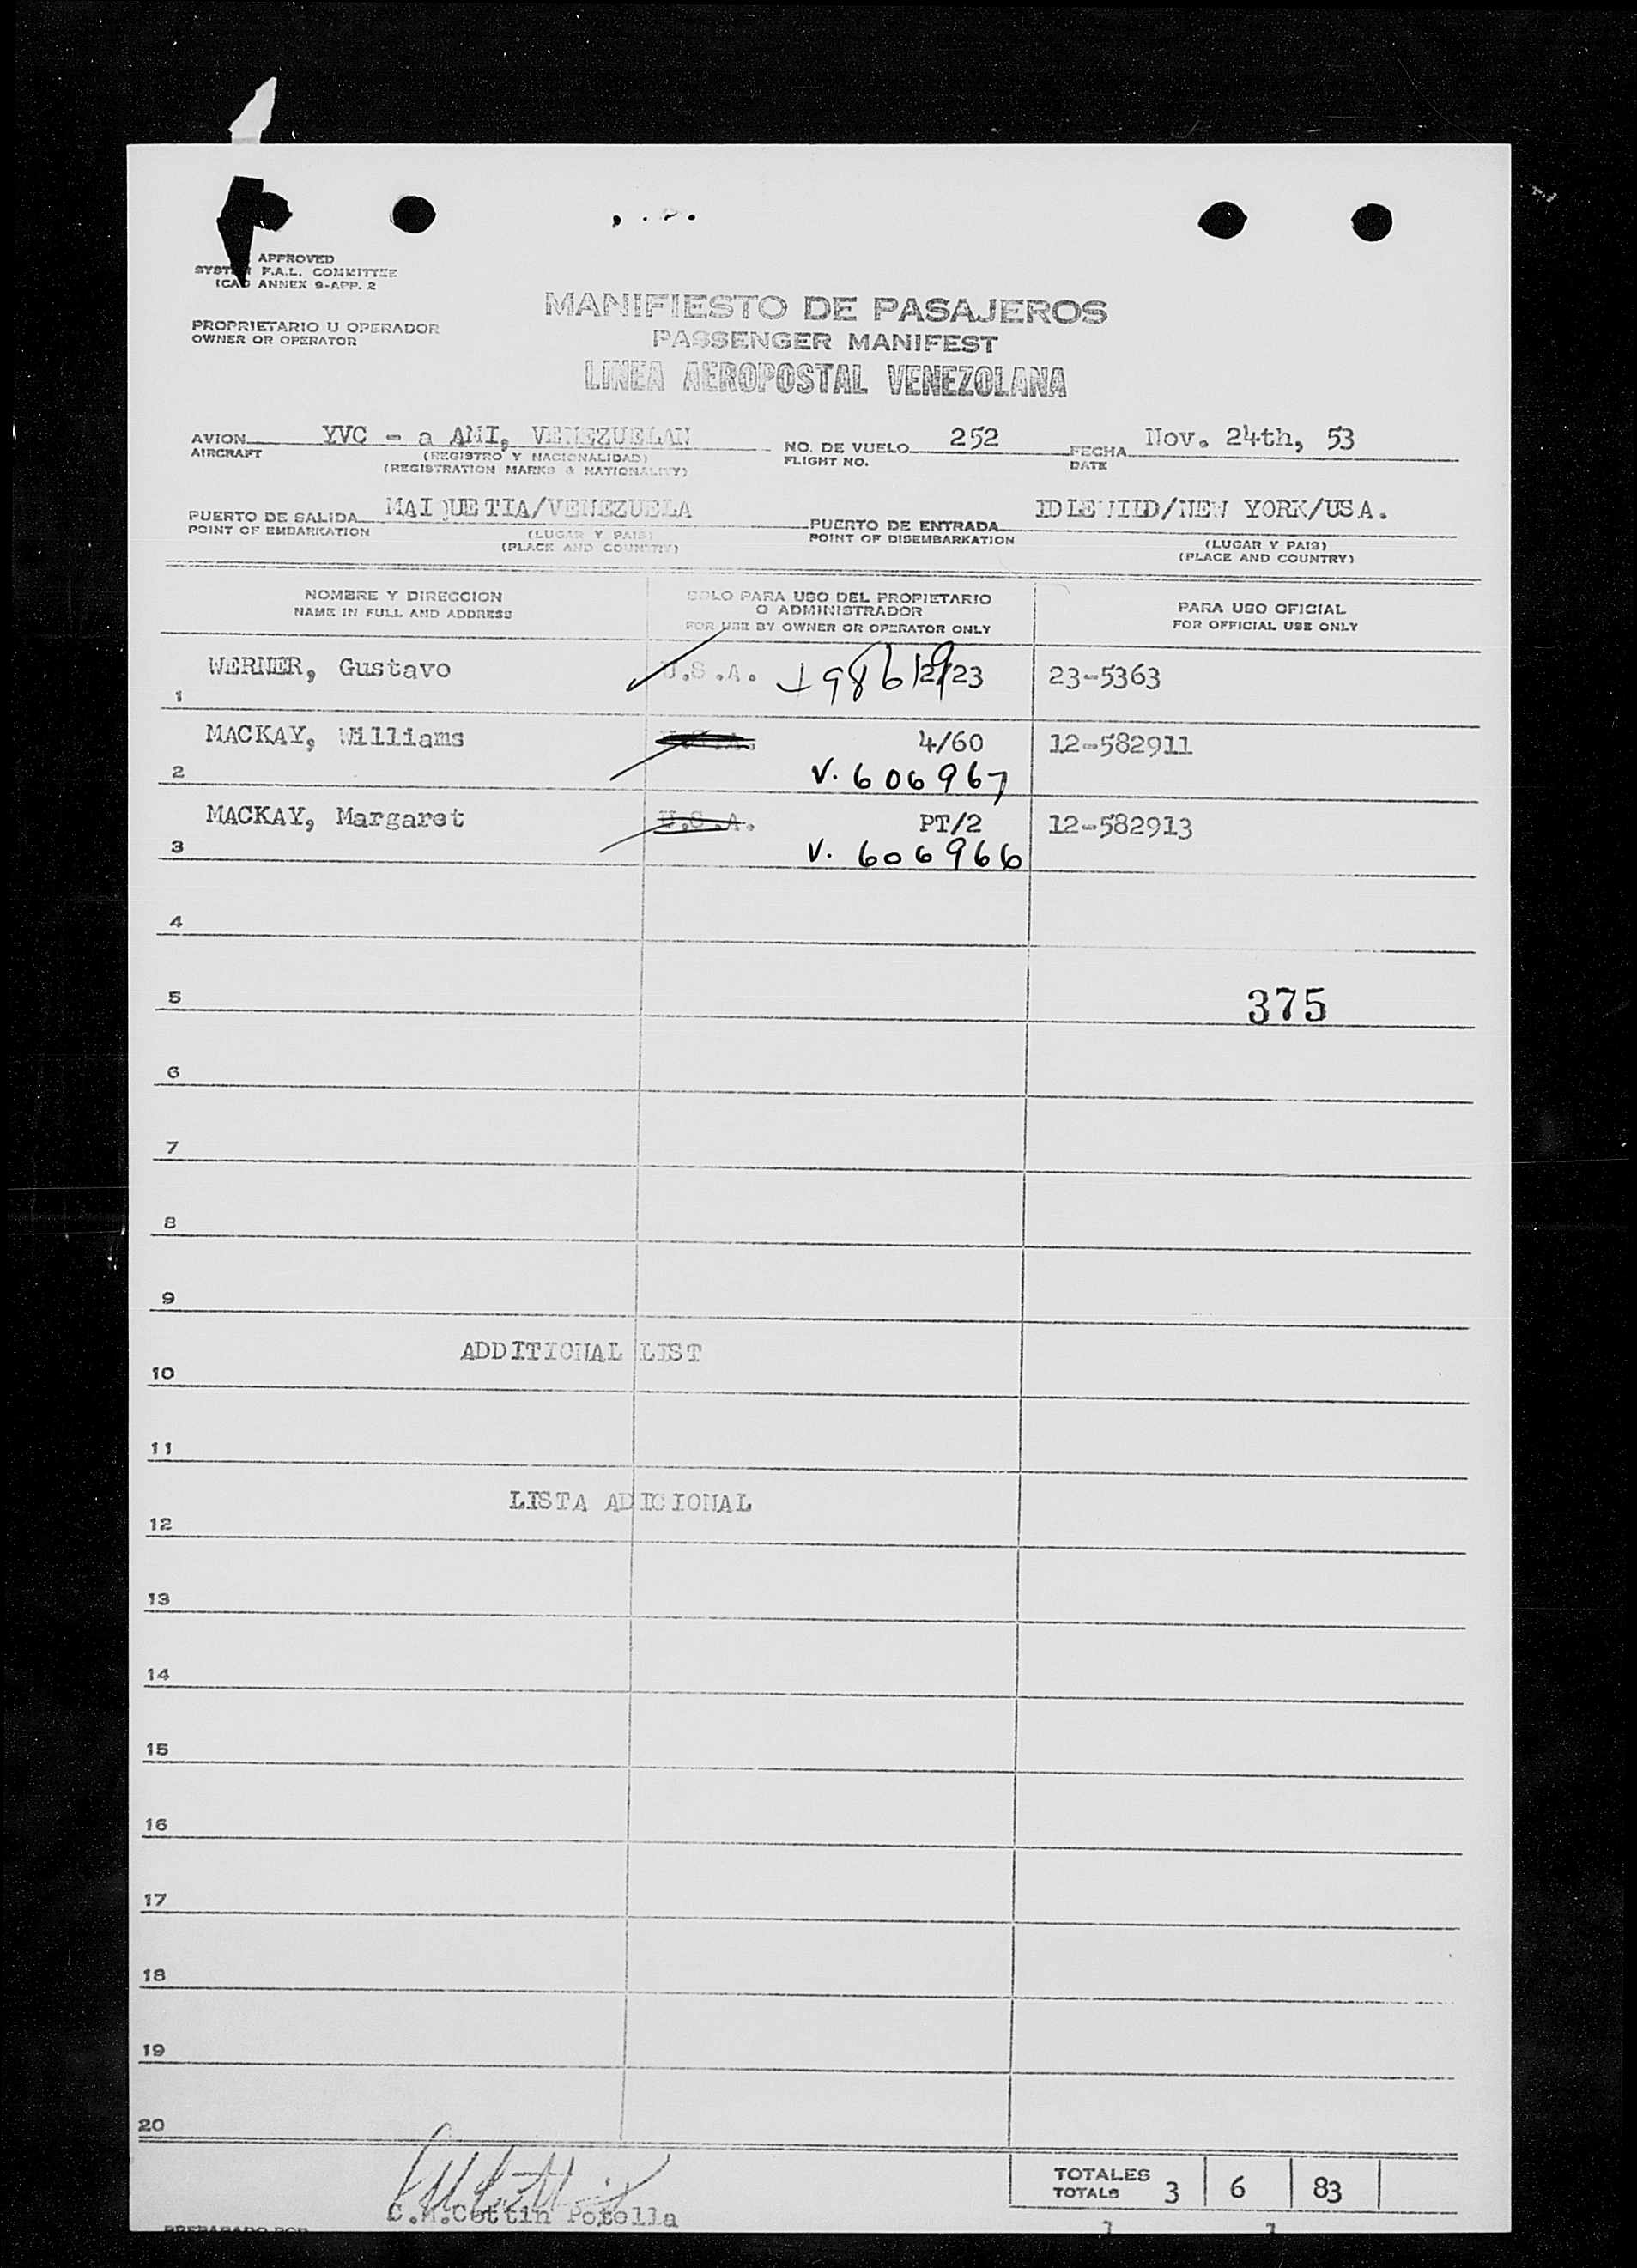 APPROVED
SYSTEM F.A.L. COMMITTEE
ICAO ANNEX 9-APP. 2
PROPRIETARIO U OPERADOR
OWNER OR OPERATOR
MANIFIESTO DE PASAJEROS
PASSENGER MANIFEST
LINEA AEROPOSTAL VENEZOLANA
AVION YVC - a AMI, VENEZUELAN NO. DE VUELO 252 FECHA Nov. 24th, 53
AIRCRAFT (REGISTRO Y NACIONALIDAD) FLIGHT NO. DATE
(REGISTRATION MARKS & NATIONALITY)
PUERTO DE SALIDA MAIQUETIA/VENEZUELA PUERTO DE ENTRADA IDLEWILD/NEW YORK/USA.
POINT OF EMBARKATION (LUGAR Y PAIS) POINT OF DISEMBARKATION (LUGAR Y PAIS)
(PLACE AND COUNTRY) (PLACE AND COUNTRY)
NOMBRE Y DIRECCION SOLO PARA USO DEL PROPIETARIO PARA USO OFICIAL
NAME IN FULL AND ADDRESS O ADMINISTRADOR FOR OFFICIAL USE ONLY
FOR USE BY OWNER OR OPERATOR ONLY
WERNER, Gustavo U.S.A. 2/23 23-5363
1
MACKAY, Williams U.S.A. 4/60 12-582911
2 V. 606967
MACKAY, Margaret U.S.A. PT/2 12-582913
3 V. 606966
4
5 375
6
7
8
9
ADDITIONAL LIST
10
11
LISTA ADICIONAL
12
13
14
15
16
17
18
19
20
TOTALES
TOTALS 3 6 83
C.M.Cottin Potolla
PREPARADO POR